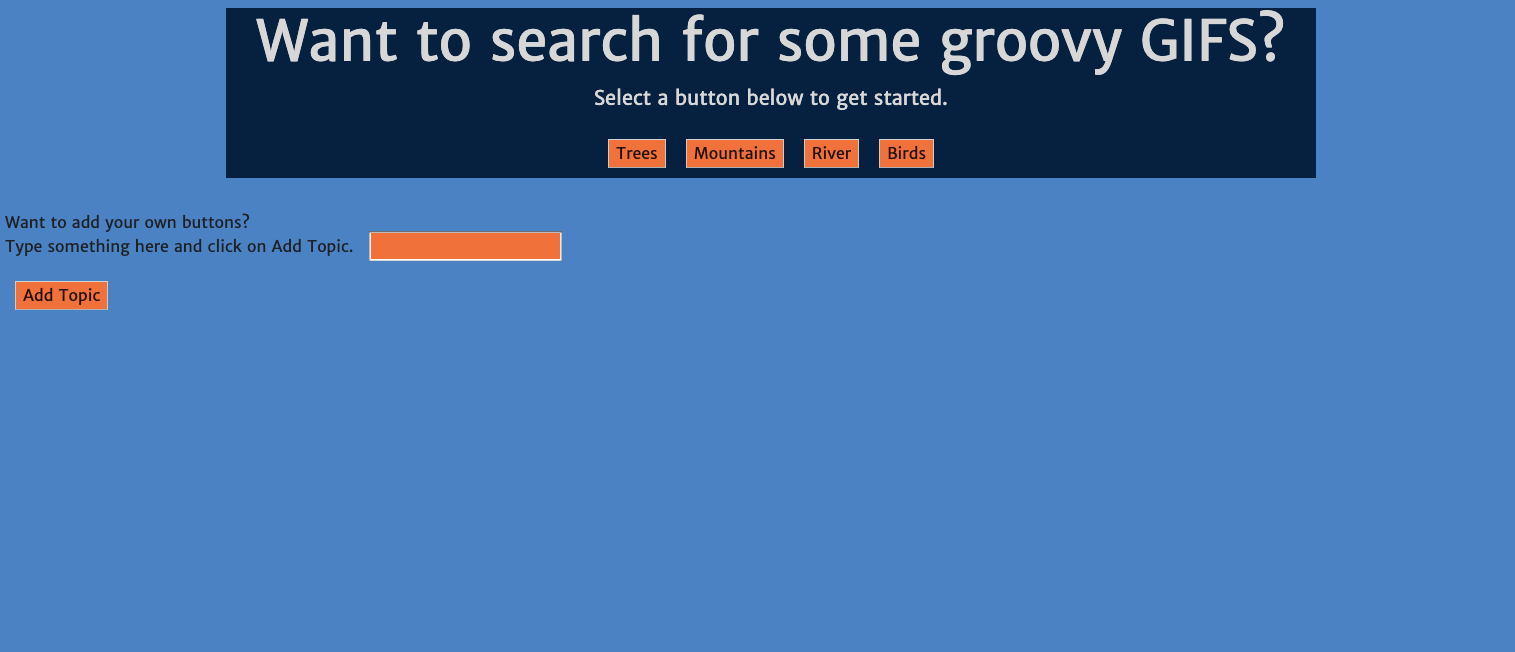 Want to search for some groovy GIFS?
Select a button below to get started.
Trees Mountains River Birds
Want to add your own buttons?
Type something here and click on Add Topic.
Add Topic